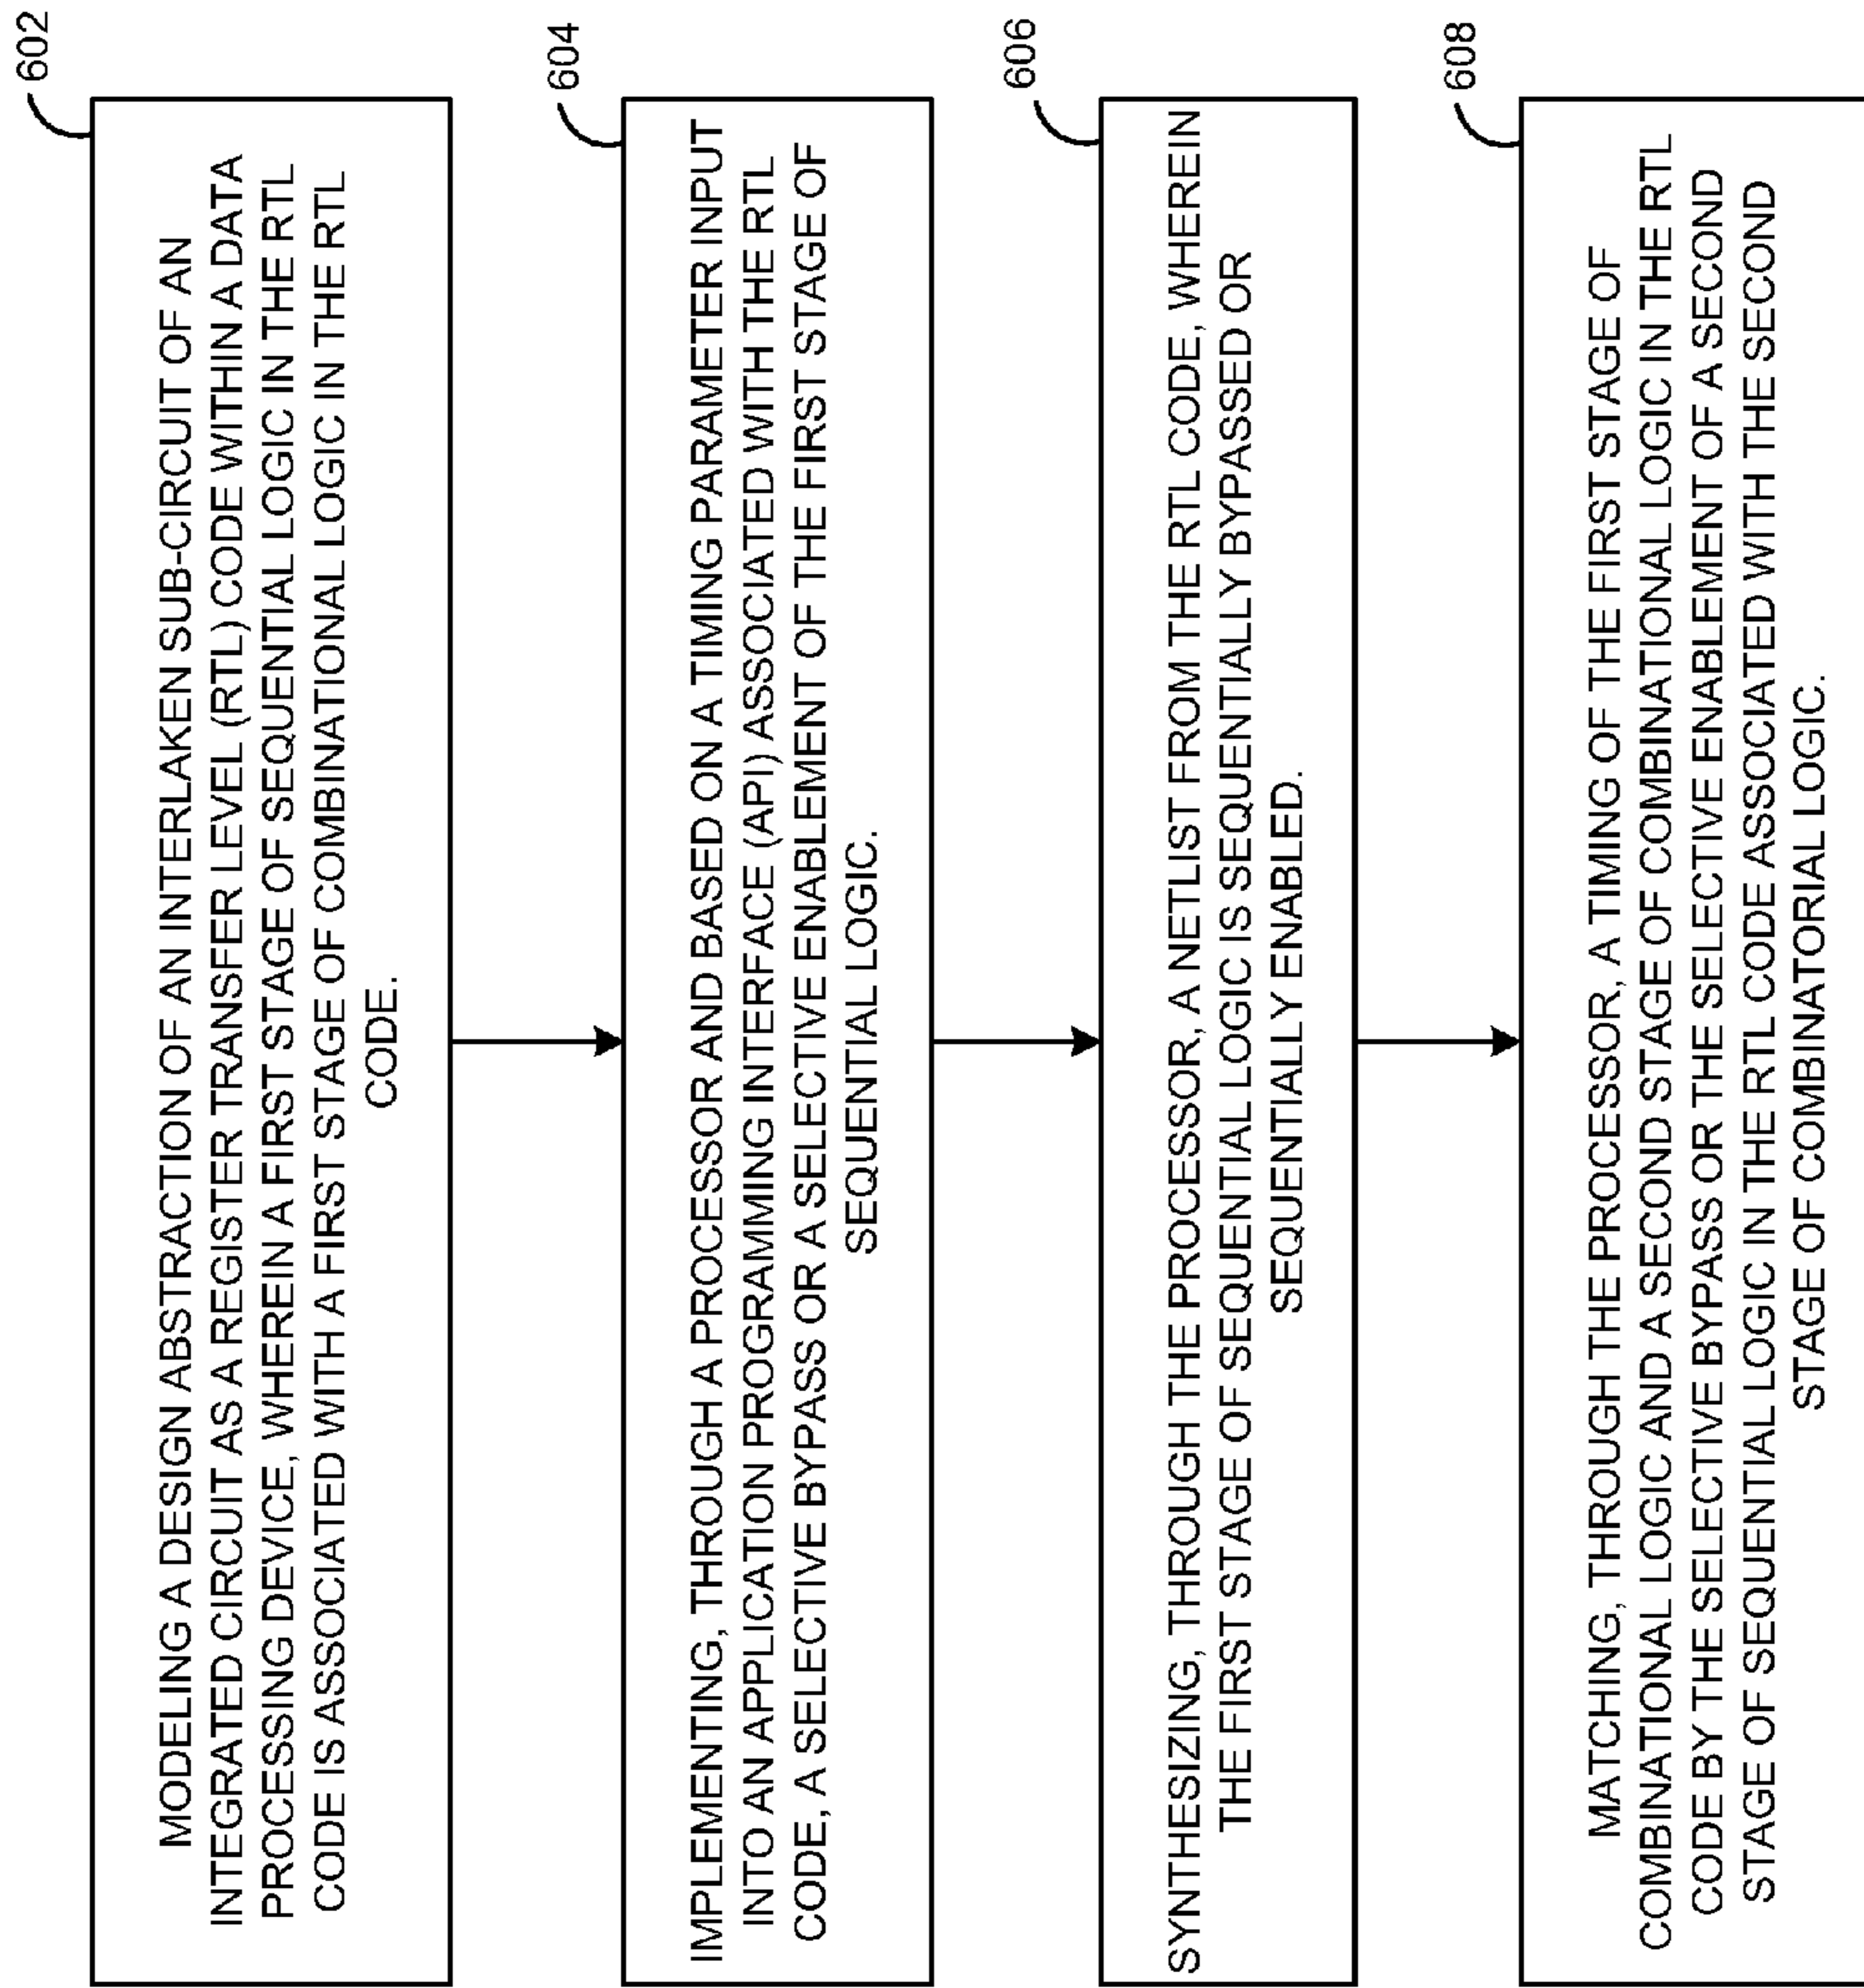 602
MODELING A DESIGN ABSTRACTION OF AN INTERLAKEN SUB-CIRCUIT OF AN
INTEGRATED CIRCUIT AS A REGISTER TRANSFER LEVEL (RTL) CODE WITHIN A DATA
PROCESSING DEVICE, WHEREIN A FIRST STAGE OF SEQUENTIAL LOGIC IN THE RTL
CODE IS ASSOCIATED WITH A FIRST STAGE OF COMBINATIONAL LOGIC IN THE RTL
CODE.
604
IMPLEMENTING, THROUGH A PROCESSOR AND BASED ON A TIMING PARAMETER INPUT
INTO AN APPLICATION PROGRAMMING INTERFACE (API) ASSOCIATED WITH THE RTL
CODE, A SELECTIVE BYPASS OR A SELECTIVE ENABLEMENT OF THE FIRST STAGE OF
SEQUENTIAL LOGIC.
606
SYNTHESIZING, THROUGH THE PROCESSOR, A NETLIST FROM THE RTL CODE, WHEREIN
THE FIRST STAGE OF SEQUENTIAL LOGIC IS SEQUENTIALLY BYPASSED OR
SEQUENTIALLY ENABLED.
608
MATCHING, THROUGH THE PROCESSOR, A TIMING OF THE FIRST STAGE OF
COMBINATIONAL LOGIC AND A SECOND STAGE OF COMBINATIONAL LOGIC IN THE RTL
CODE BY THE SELECTIVE BYPASS OR THE SELECTIVE ENABLEMENT OF A SECOND
STAGE OF SEQUENTIAL LOGIC IN THE RTL CODE ASSOCIATED WITH THE SECOND
STAGE OF COMBINATORIAL LOGIC.